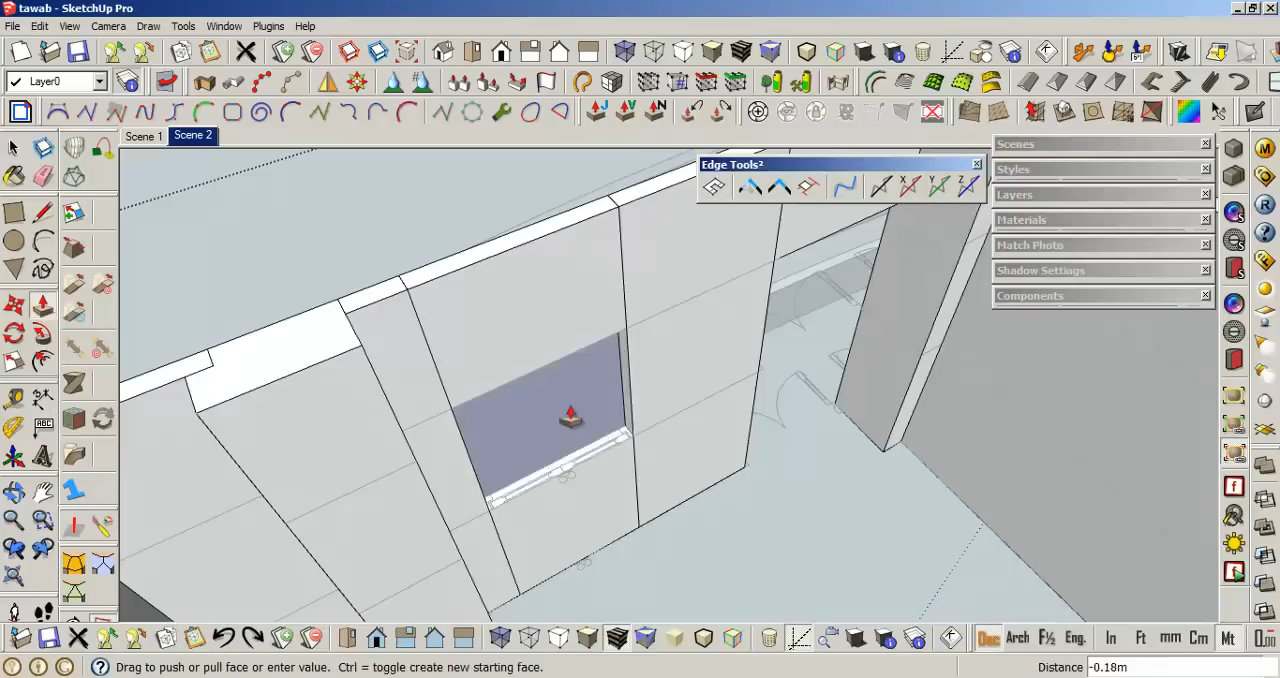 tawab - SketchUp Pro
File Edit View Camera Draw Tools Window Plugins Help
Layer0
Scene 1 Scene 2
Edge Tools²
Scenes
Styles
Layers
Materials
Match Photo
Shadow Settings
Components
Dec Arch F½ Eng. In Ft mm Cm Mt 0.00
Drag to push or pull face or enter value. Ctrl = toggle create new starting face.
Distance -0.18m